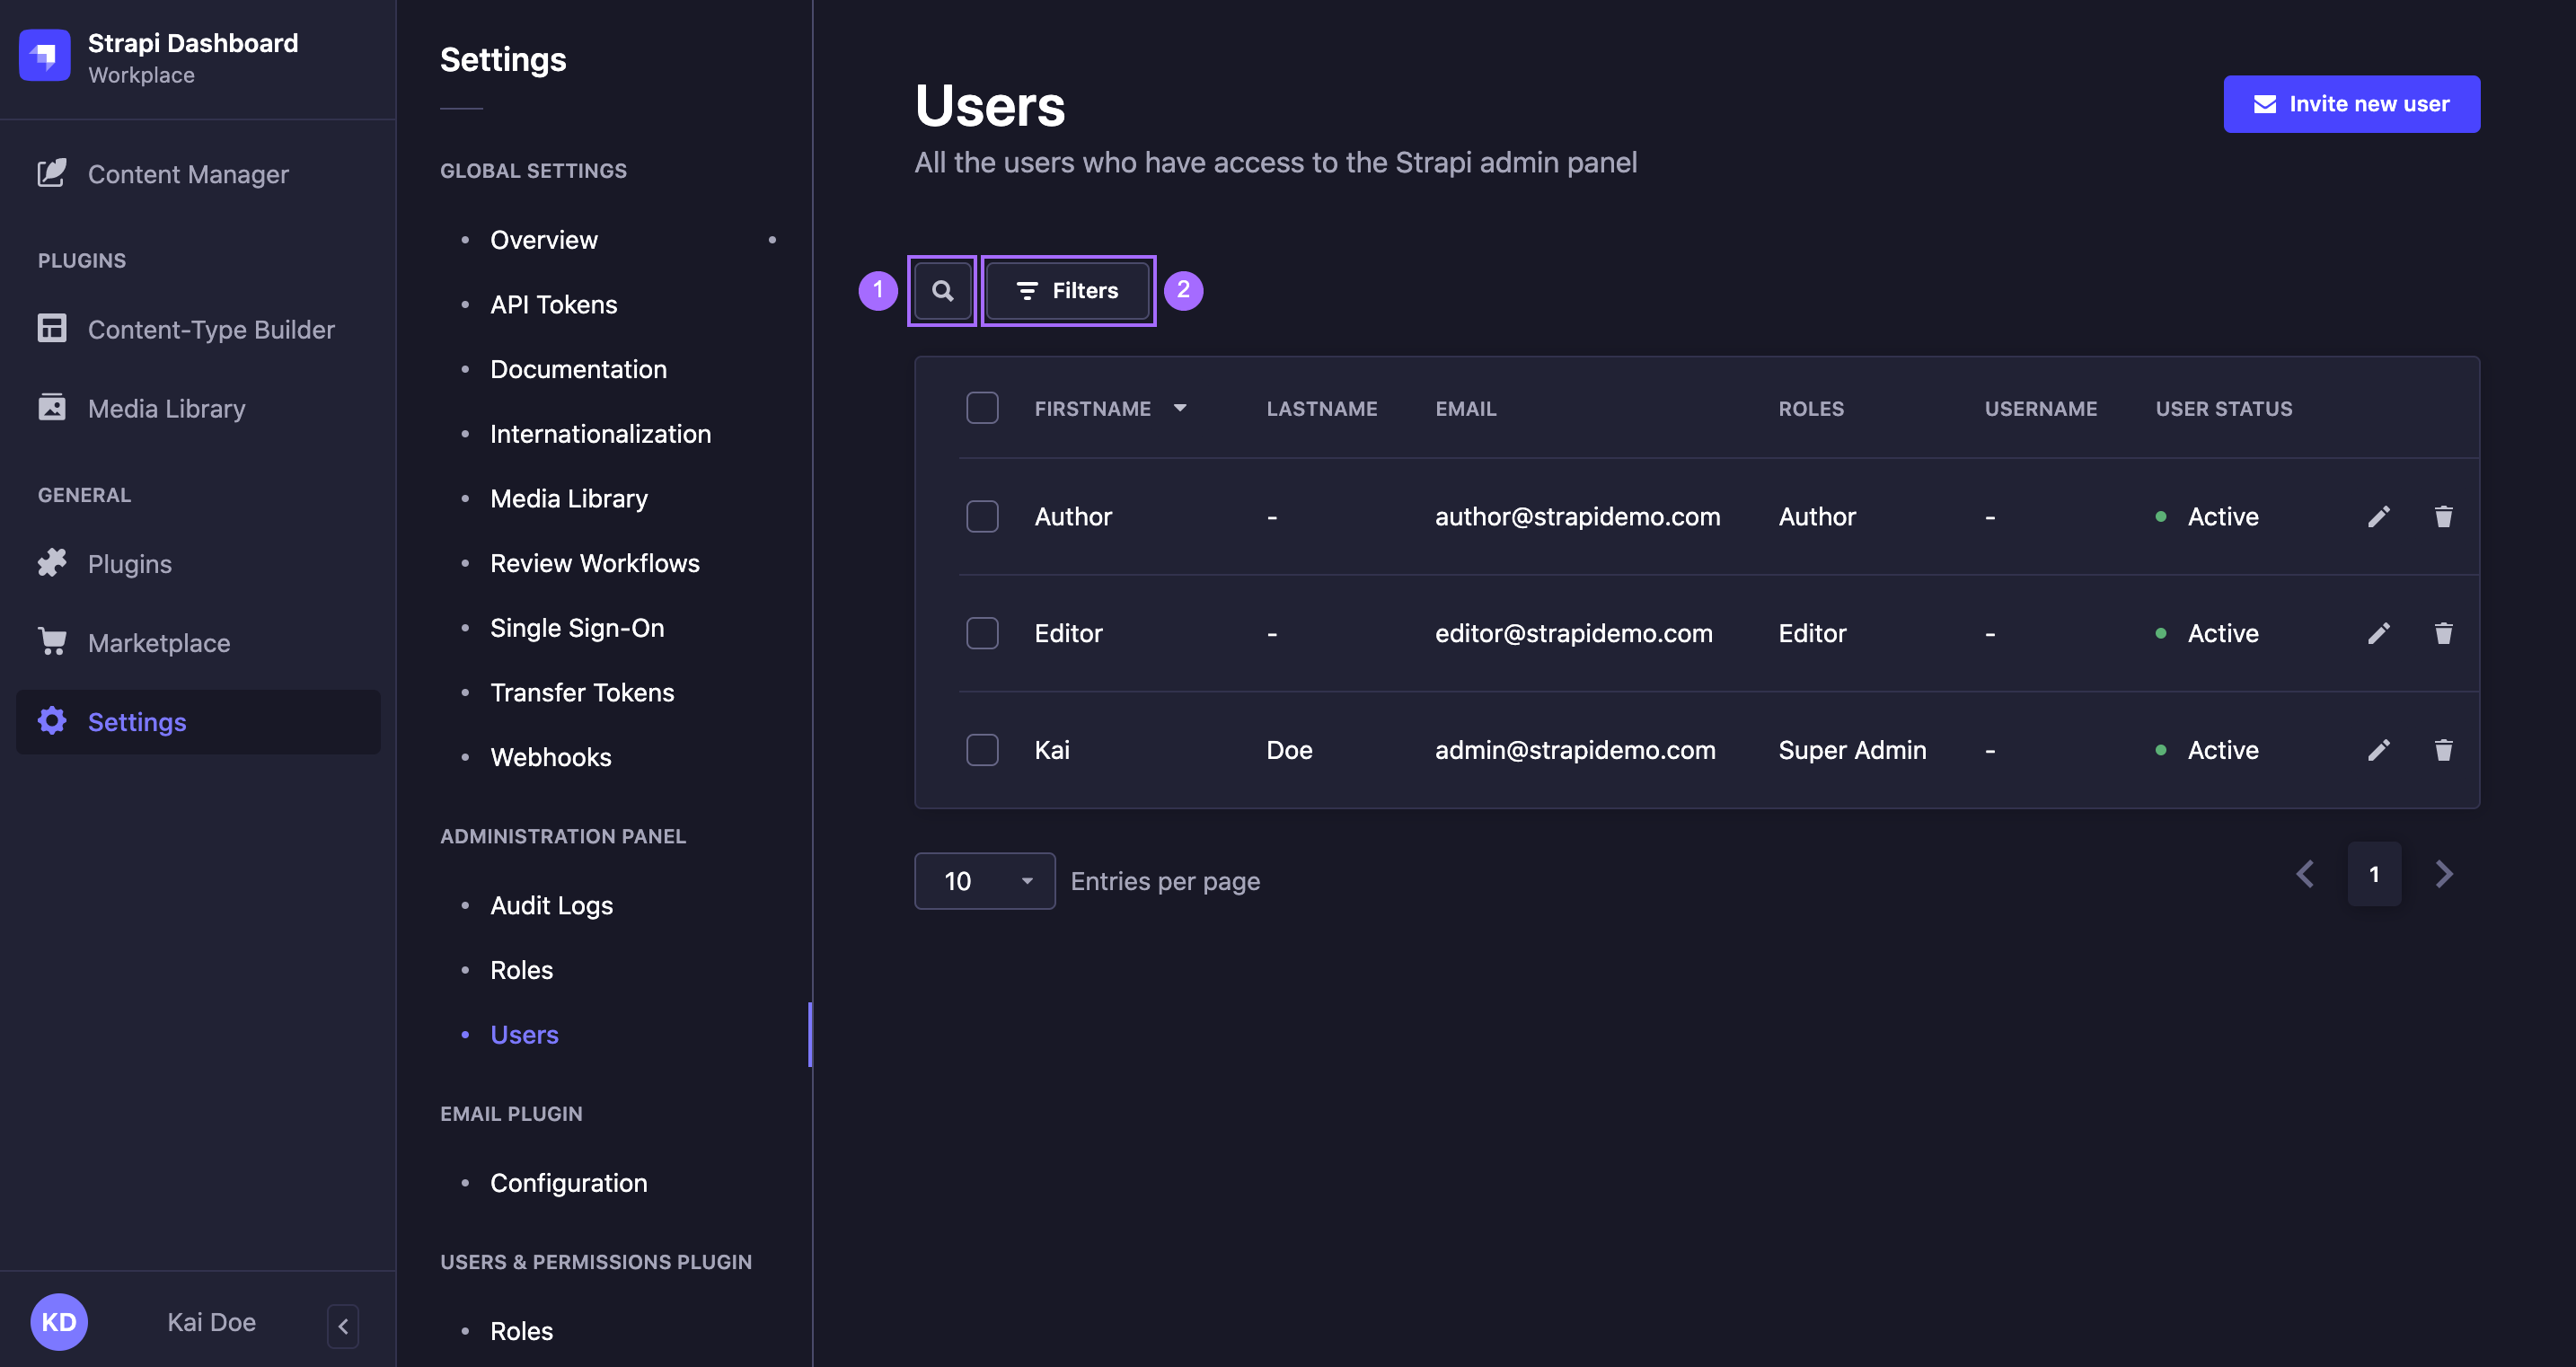 Strapi Dashboard
Workplace
Content Manager
PLUGINS
Content-Type Builder
Media Library
GENERAL
Plugins
Marketplace
Settings
KD
Kai Doe
Settings
GLOBAL SETTINGS
Overview
API Tokens
Documentation
Internationalization
Media Library
Review Workflows
Single Sign-On
Transfer Tokens
Webhooks
ADMINISTRATION PANEL
Audit Logs
Roles
Users
EMAIL PLUGIN
Configuration
USERS & PERMISSIONS PLUGIN
Roles
Users
Invite new user
All the users who have access to the Strapi admin panel
1 Filters 2
FIRSTNAME LASTNAME EMAIL ROLES USERNAME USER STATUS
Author - author@strapidemo.com Author - Active
Editor - editor@strapidemo.com Editor - Active
Kai Doe admin@strapidemo.com Super Admin - Active
10 Entries per page 1